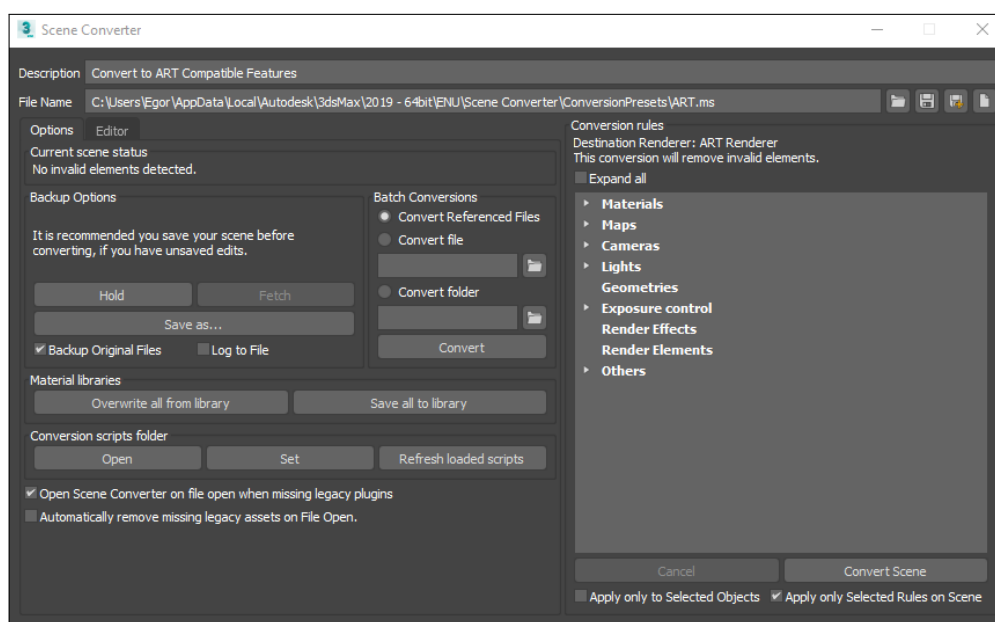 3 Scene Converter
Description Convert to ART Compatible Features
File Name C:\Users\Egor\AppData\Local\Autodesk\3dsMax\2019 - 64bit\ENU\Scene Converter\ConversionPresets\ART.ms
Options Editor
Current scene status
No invalid elements detected.
Backup Options
It is recommended you save your scene before
converting, if you have unsaved edits.
Hold Fetch
Save as...
Backup Original Files Log to File
Batch Conversions
Convert Referenced Files
Convert file
Convert folder
Convert
Material libraries
Overwrite all from library Save all to library
Conversion scripts folder
Open Set Refresh loaded scripts
Open Scene Converter on file open when missing legacy plugins
Automatically remove missing legacy assets on File Open.
Conversion rules
Destination Renderer: ART Renderer
This conversion will remove invalid elements.
Expand all
Materials
Maps
Cameras
Lights
Geometries
Exposure control
Render Effects
Render Elements
Others
Cancel Convert Scene
Apply only to Selected Objects Apply only Selected Rules on Scene